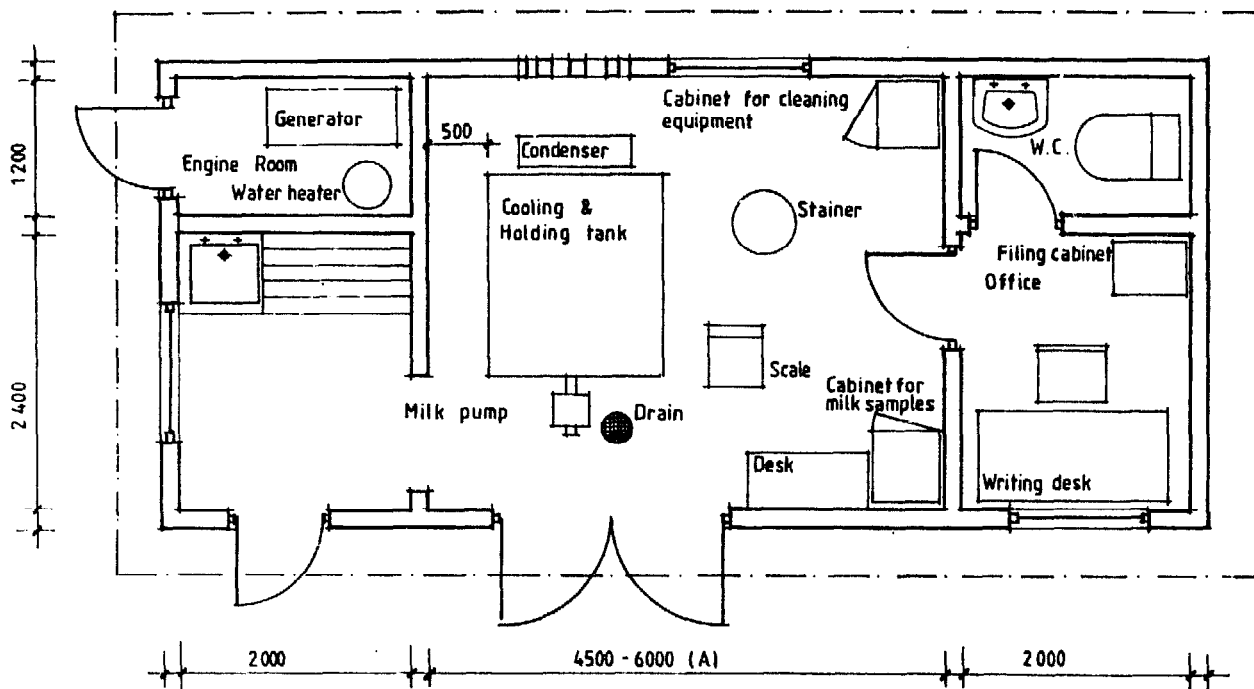 Generator
Engine Room
Water heater
1200
2400
500
Condenser
Cooling &
Holding tank
Cabinet for cleaning
equipment
Stainer
W.C.
Filing cabinet
Office
Scale
Cabinet for
milk samples
Milk pump
Drain
Desk
Writing desk
2000
4500 - 6000 (A)
2000